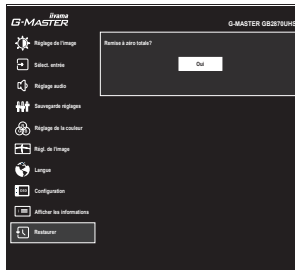 iiyama
G-MASTER
G-MASTER GB2870UHS
Réglage de l'image
Remise à zéro totale?
Oui
Sélect. entrée
Réglage audio
Sauvegarde réglages
Réglage de la couleur
Régl. de l'image
Langue
OSD
Configuration
Afficher les informations
Restaurer